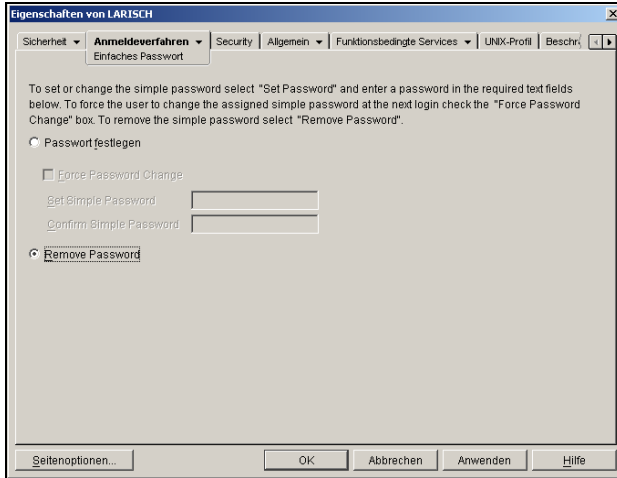 Eigenschaften von LARISCH
Sicherheit Anmeldeverfahren Security Allgemein Funktionsbedingte Services UNIX-Profil Beschr
Einfaches Passwort
To set or change the simple password select "Set Password" and enter a password in the required text fields
below. To force the user to change the assigned simple password at the next login check the "Force Password
Change" box. To remove the simple password select "Remove Password".
Passwort festlegen
Force Password Change
Set Simple Password
Confirm Simple Password
Remove Password
Seitenoptionen... OK Abbrechen Anwenden Hilfe